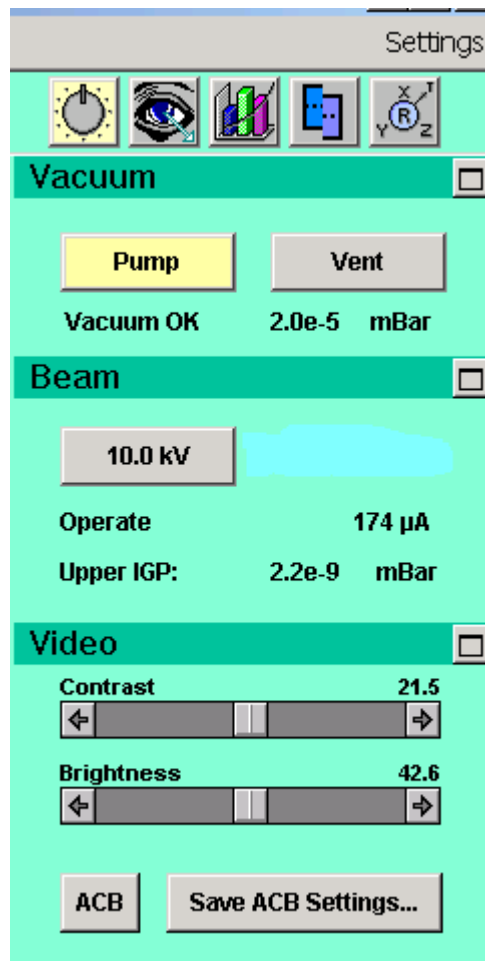 Settings
X T
R
Y Z
Vacuum
Pump Vent
Vacuum OK 2.0e-5 mBar
Beam
10.0 kV
Operate 174 µA
Upper IGP: 2.2e-9 mBar
Video
Contrast 21.5
Brightness 42.6
ACB Save ACB Settings...